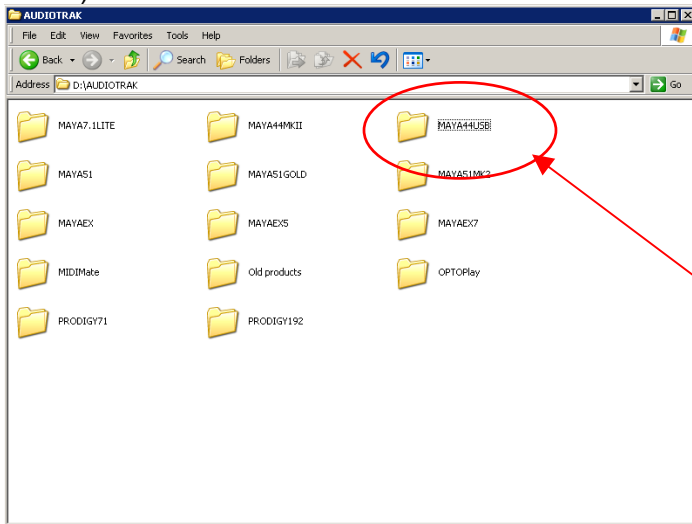 AUDIOTRAK
File Edit View Favorites Tools Help
Back Search Folders
Address D:\AUDIOTRAK Go
MAYA7.1LITE MAYA44MKII MAYA44USB
MAYA51 MAYA51GOLD MAYA51MK2
MAYAEX MAYAEX5 MAYAEX7
MIDIMate Old products OPTOPlay
PRODIGY71 PRODIGY192